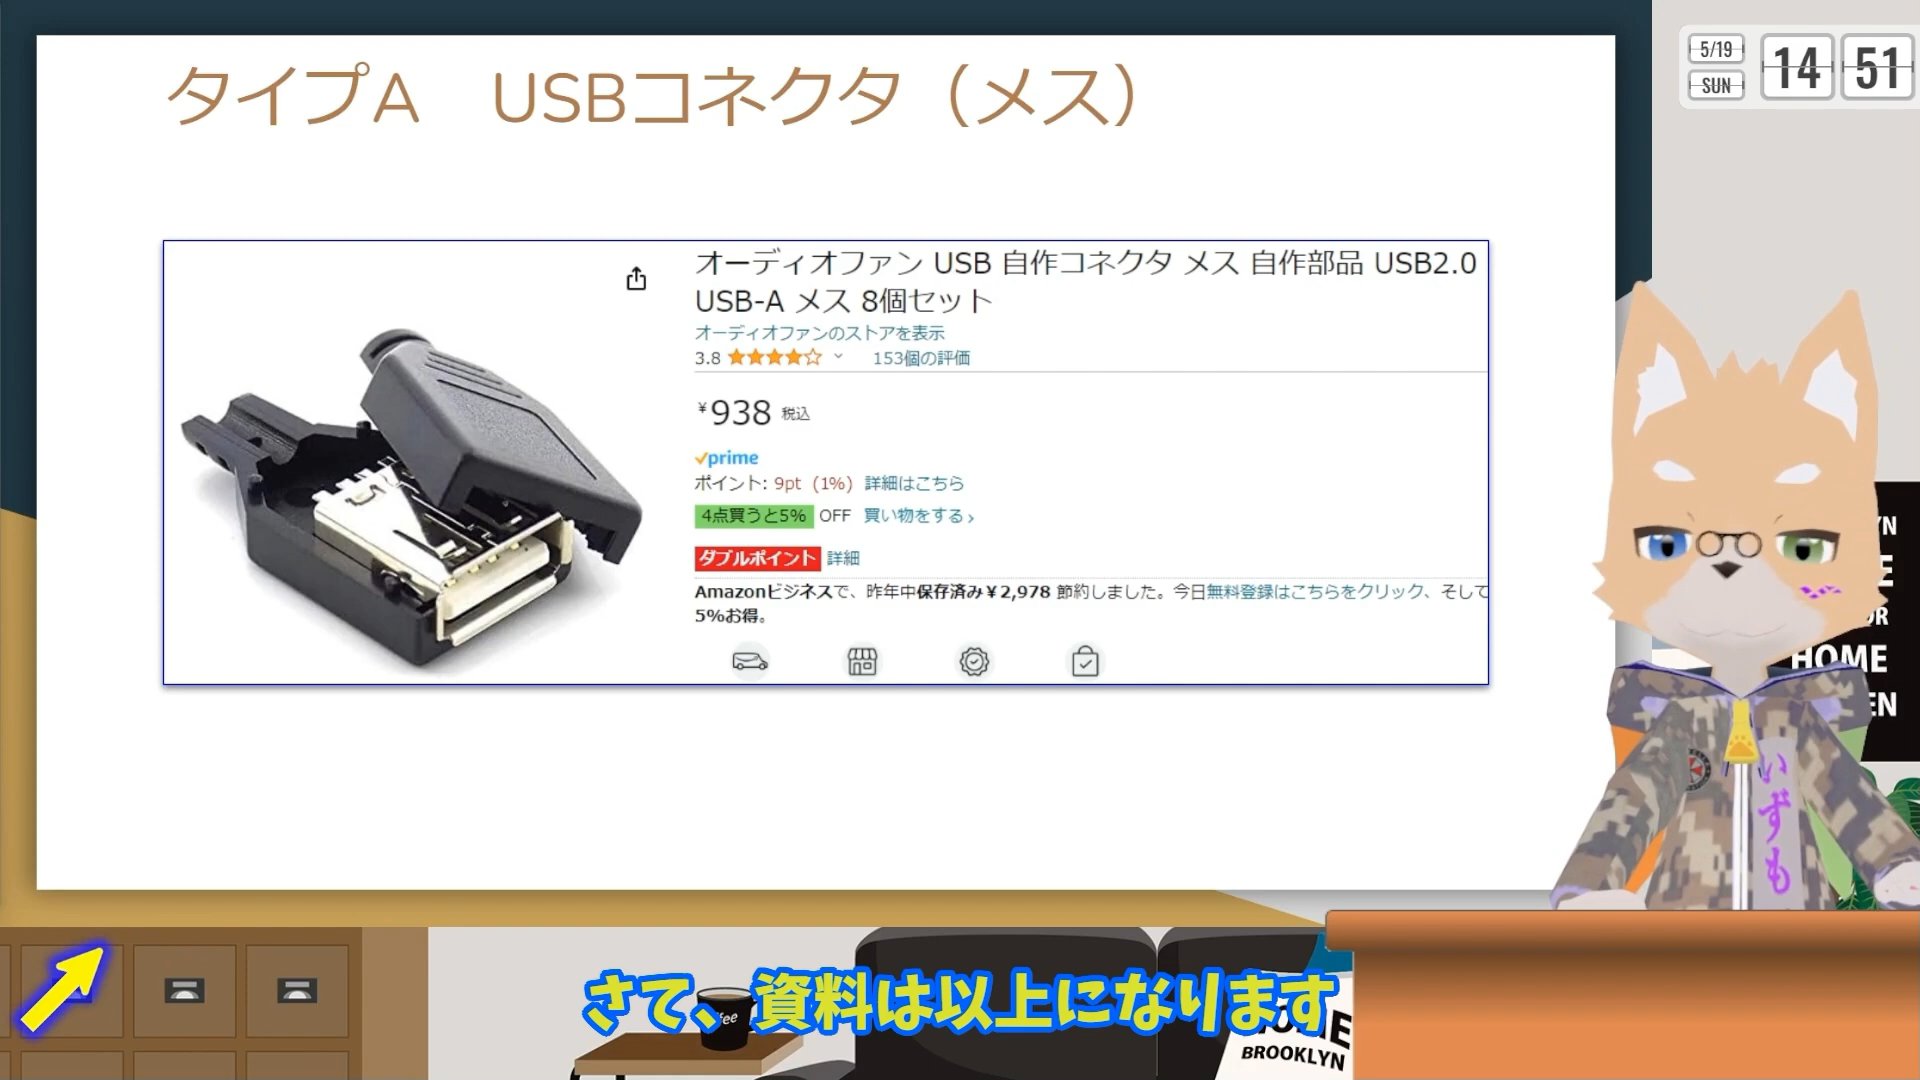 タイプA　USBコネクタ（メス）
5/19
SUN
14 51
オーディオファン USB 自作コネクタ メス 自作部品 USB2.0
USB-A メス 8個セット
オーディオファンのストアを表示
3.8 ★★★★☆ 153個の評価
¥938 税込
prime
ポイント: 9pt (1%) 詳細はこちら
4点買うと5% OFF 買い物をする ›
ダブルポイント 詳細
Amazonビジネスで、昨年中保存済み¥2,978 節約しました。今日無料登録はこちらをクリック、そして
5%お得。
HOME
いずも
さて、資料は以上になります
BROOKLYN